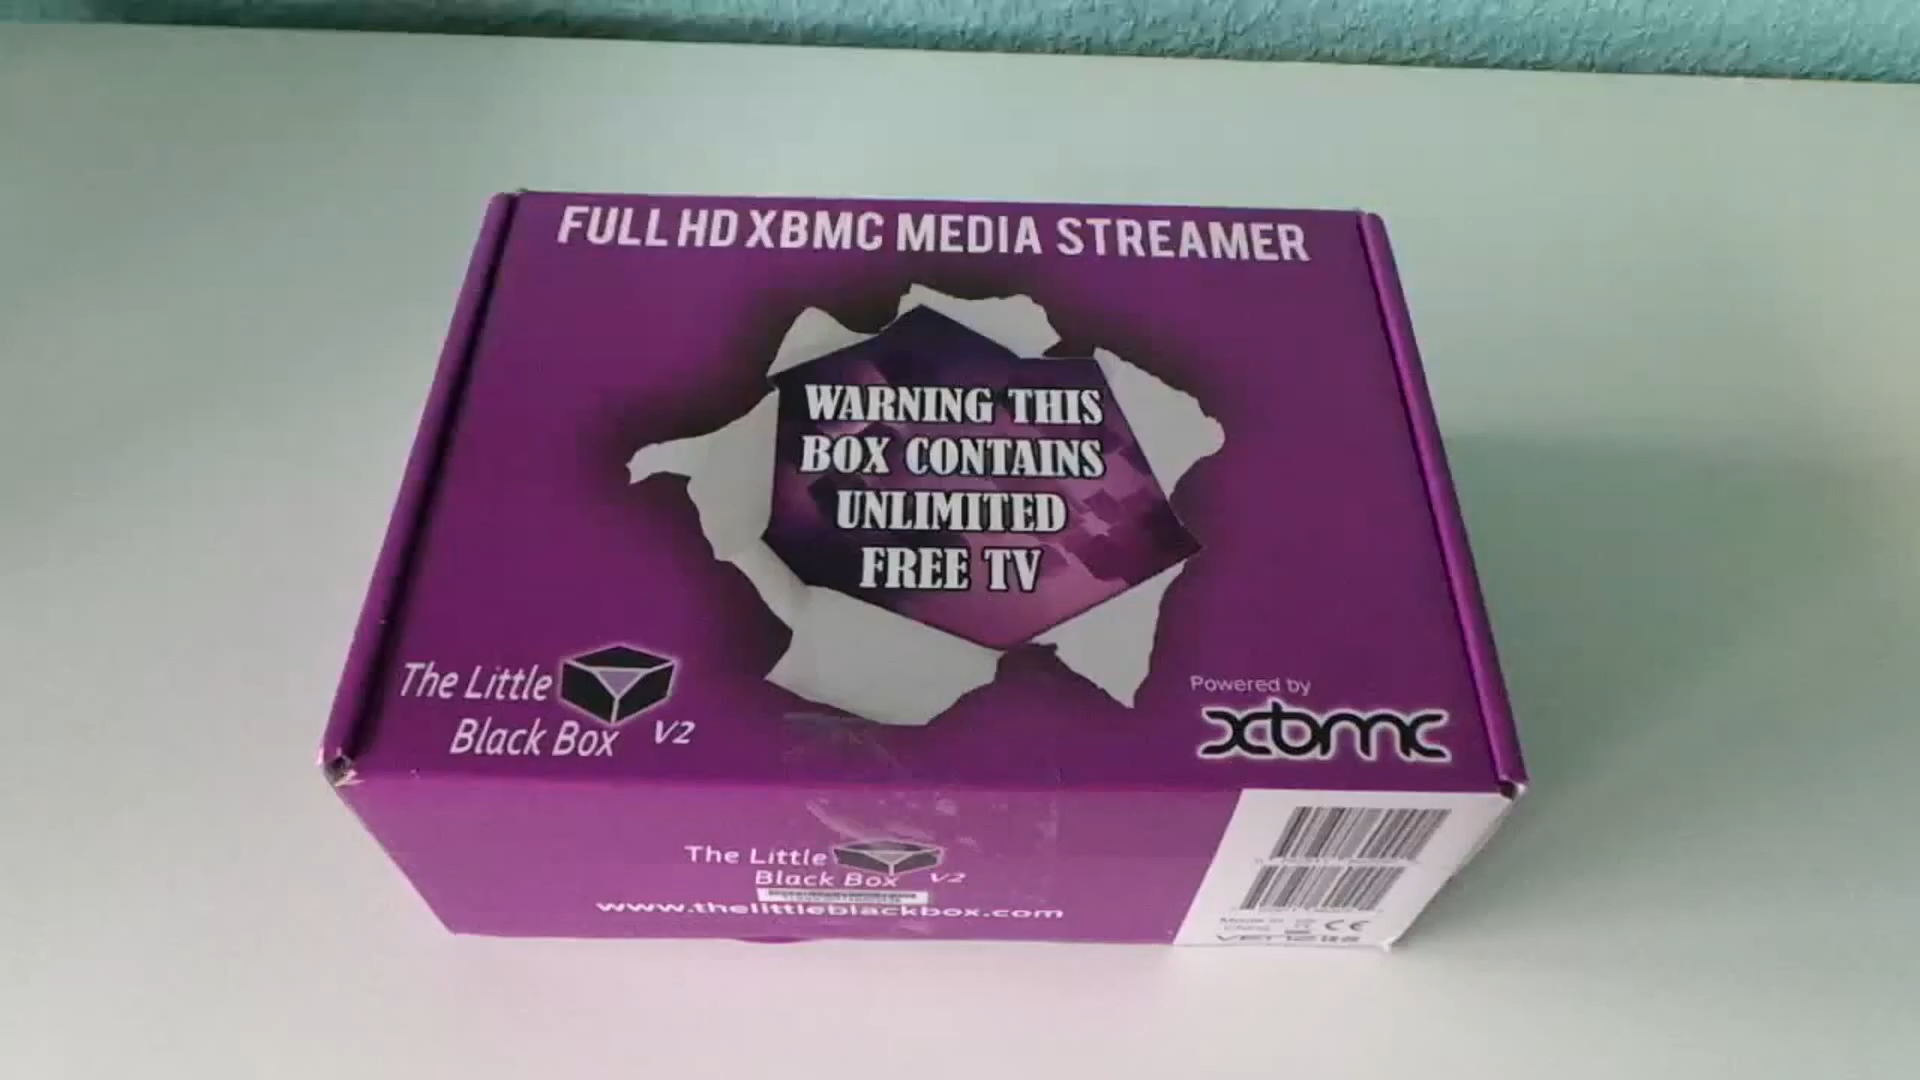 FULL HD XBMC MEDIA STREAMER
WARNING THIS
BOX CONTAINS
UNLIMITED
FREE TV
The Little
Black Box V2
Powered by
xbmc
The Little
Black Box V2
www.thelittleblackbox.com
CE